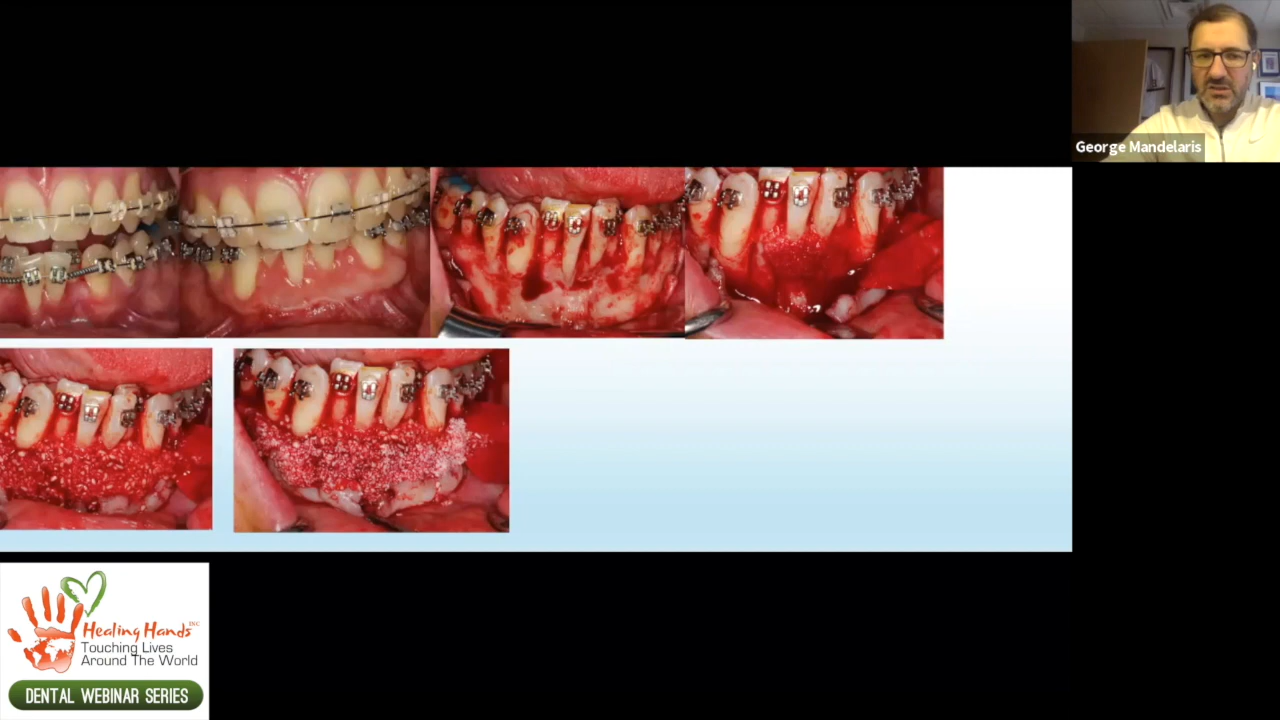 George Mandelaris
Healing Hands INC
Touching Lives
Around The World
DENTAL WEBINAR SERIES